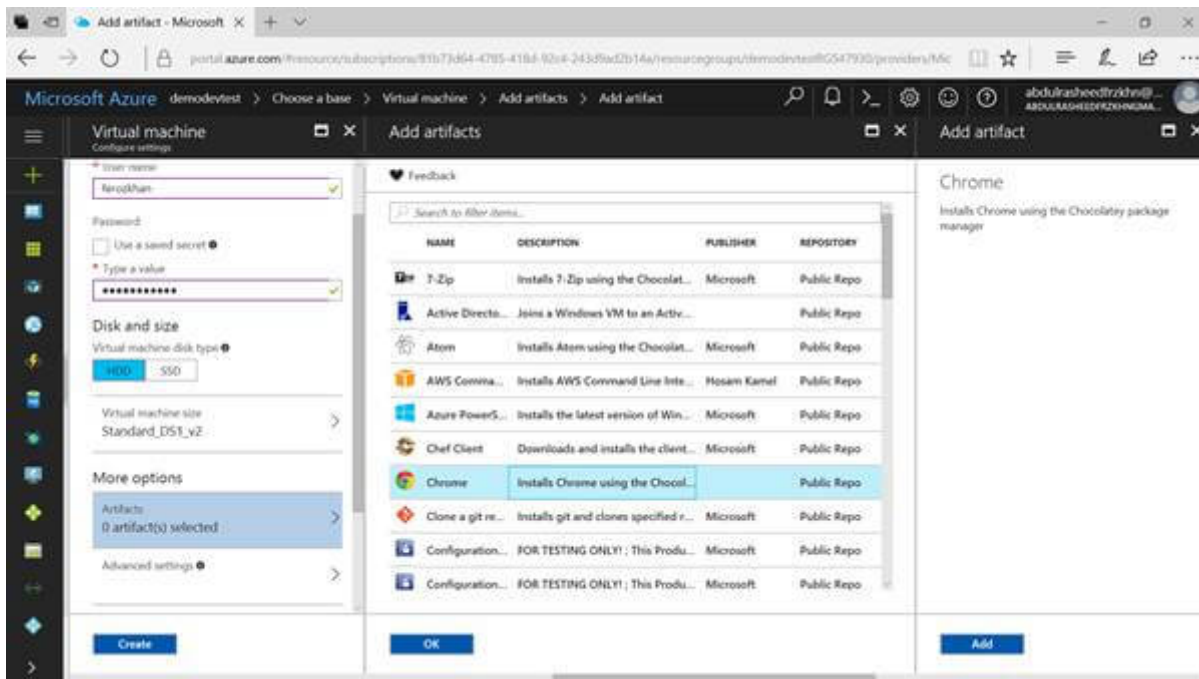 Add artifact - Microsoft
portal.azure.com
Microsoft Azure demodevtest > Choose a base > Virtual machine > Add artifacts > Add artifact
abdulrasheedfrzkhn@...
Virtual machine
Configure settings
Add artifacts
Add artifact
* User name
ferozkhan
Password
Use a saved secret
* Type a value
Disk and size
Virtual machine disk type
HDD SSD
Virtual machine size
Standard_DS1_v2
More options
Artifacts
0 artifact(s) selected
Advanced settings
Create
Feedback
Search to filter items...
NAME DESCRIPTION PUBLISHER REPOSITORY
7-Zip Installs 7-Zip using the Chocolat... Microsoft Public Repo
Active Directo... Joins a Windows VM to an Activ... Public Repo
Atom Installs Atom using the Chocolat... Microsoft Public Repo
AWS Comma... Installs AWS Command Line Inte... Hosam Kamel Public Repo
Azure PowerS... Installs the latest version of Win... Microsoft Public Repo
Chef Client Downloads and installs the client... Microsoft Public Repo
Chrome Installs Chrome using the Chocol... Public Repo
Clone a git re... Installs git and clones specified r... Microsoft Public Repo
Configuration... FOR TESTING ONLY! ; This Produ... Microsoft Public Repo
Configuration... FOR TESTING ONLY! ; This Produ... Microsoft Public Repo
OK
Chrome
Installs Chrome using the Chocolatey package
manager
Add